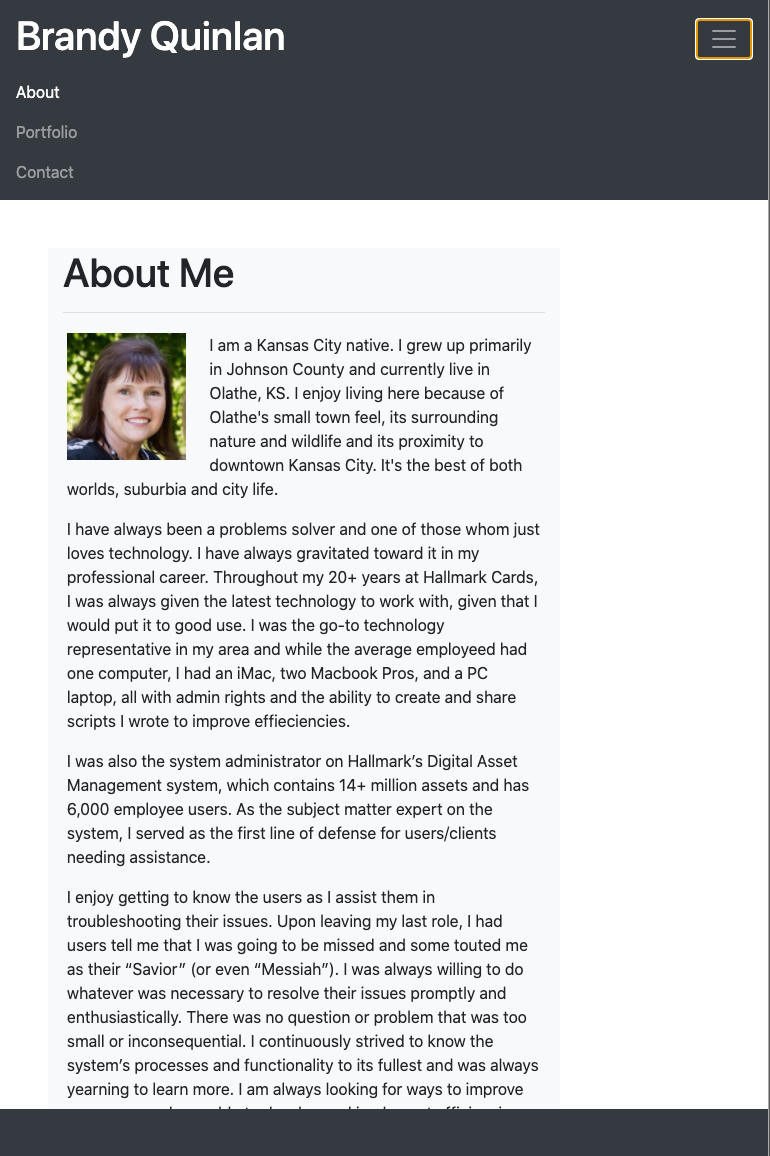 Brandy Quinlan
About
Portfolio
Contact
About Me
I am a Kansas City native. I grew up primarily
in Johnson County and currently live in
Olathe, KS. I enjoy living here because of
Olathe's small town feel, its surrounding
nature and wildlife and its proximity to
downtown Kansas City. It's the best of both
worlds, suburbia and city life.
I have always been a problems solver and one of those whom just
loves technology. I have always gravitated toward it in my
professional career. Throughout my 20+ years at Hallmark Cards,
I was always given the latest technology to work with, given that I
would put it to good use. I was the go-to technology
representative in my area and while the average employeed had
one computer, I had an iMac, two Macbook Pros, and a PC
laptop, all with admin rights and the ability to create and share
scripts I wrote to improve effieciencies.
I was also the system administrator on Hallmark’s Digital Asset
Management system, which contains 14+ million assets and has
6,000 employee users. As the subject matter expert on the
system, I served as the first line of defense for users/clients
needing assistance.
I enjoy getting to know the users as I assist them in
troubleshooting their issues. Upon leaving my last role, I had
users tell me that I was going to be missed and some touted me
as their “Savior” (or even “Messiah”). I was always willing to do
whatever was necessary to resolve their issues promptly and
enthusiastically. There was no question or problem that was too
small or inconsequential. I continuously strived to know the
system’s processes and functionality to its fullest and was always
yearning to learn more. I am always looking for ways to improve